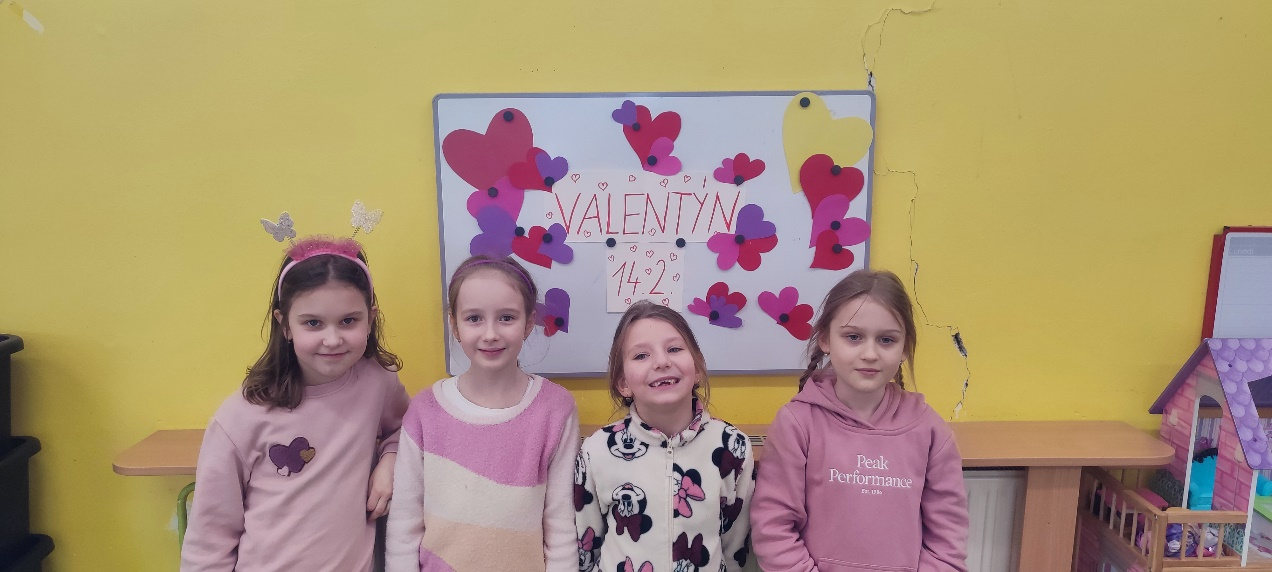 VALENTÝN
14.2.
Peak
Performance